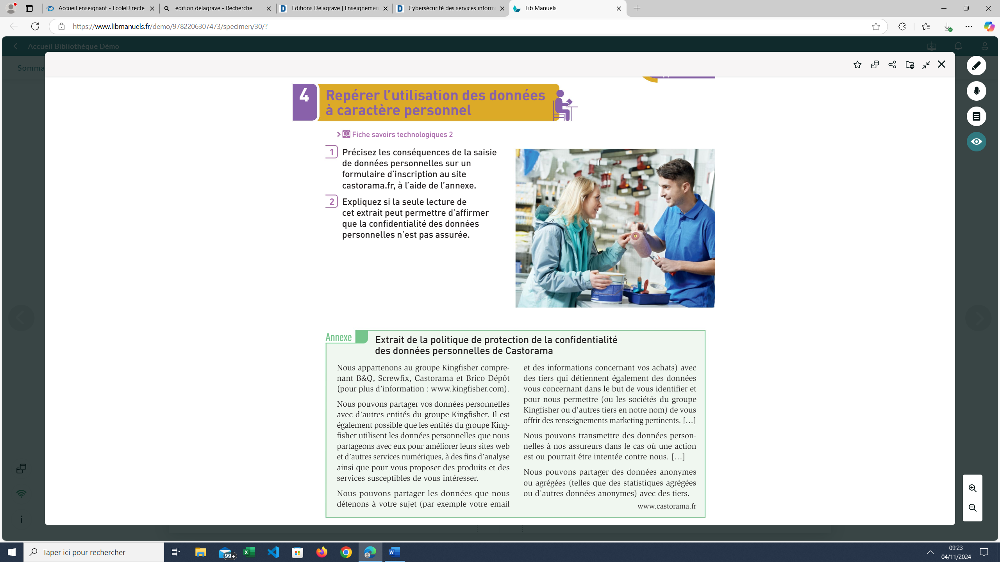 Accueil enseignant - EcoleDirecte
edition delagrave - Recherche
Editions Delagrave | Enseignemen
Cybersécurité des services inform
Lib Manuels
https://www.libmanuels.fr/demo/9782206307473/specimen/30/?
Accueil Bibliothèque Démo
Somma
4
Repérer l'utilisation des données
à caractère personnel
Fiche savoirs technologiques 2
1 Précisez les conséquences de la saisie
de données personnelles sur un
formulaire d'inscription au site
castorama.fr, à l'aide de l'annexe.
2 Expliquez si la seule lecture de
cet extrait peut permettre d'affirmer
que la confidentialité des données
personnelles n'est pas assurée.
Annexe
Extrait de la politique de protection de la confidentialité
des données personnelles de Castorama
Nous appartenons au groupe Kingfisher compre-
nant B&Q, Screwfix, Castorama et Brico Dépôt
(pour plus d'information : www.kingfisher.com).
Nous pouvons partager vos données personnelles
avec d'autres entités du groupe Kingfisher. Il est
également possible que les entités du groupe King-
fisher utilisent les données personnelles que nous
partageons avec eux pour améliorer leurs sites web
et d'autres services numériques, à des fins d'analyse
ainsi que pour vous proposer des produits et des
services susceptibles de vous intéresser.
Nous pouvons partager les données que nous
détenons à votre sujet (par exemple votre email
et des informations concernant vos achats) avec
des tiers qui détiennent également des données
vous concernant dans le but de vous identifier et
pour nous permettre (ou les sociétés du groupe
Kingfisher ou d'autres tiers en notre nom) de vous
offrir des renseignements marketing pertinents. […]
Nous pouvons transmettre des données person-
nelles à nos assureurs dans le cas où une action
est ou pourrait être intentée contre nous. […]
Nous pouvons partager des données anonymes
ou agrégées (telles que des statistiques agrégées
ou d'autres données anonymes) avec des tiers.
www.castorama.fr
Taper ici pour rechercher
99+
09:23
04/11/2024